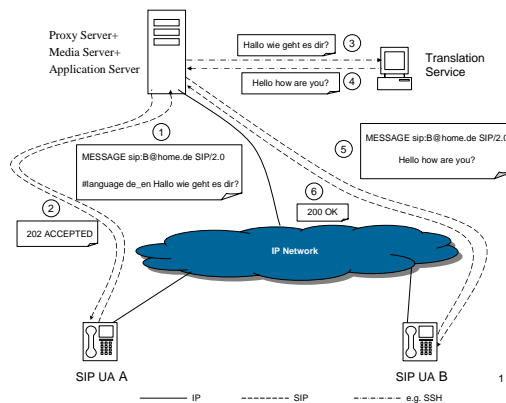 Proxy Server+
Media Server+
Application Server
Hallo wie geht es dir?
3
4
Hello how are you?
Translation
Service
1
MESSAGE sip:B@home.de SIP/2.0
#language de_en Hallo wie geht es dir?
2
202 ACCEPTED
5
MESSAGE sip:B@home.de SIP/2.0
Hello how are you?
6
200 OK
IP Network
SIP UA A
SIP UA B
1
IP
SIP
e.g. SSH